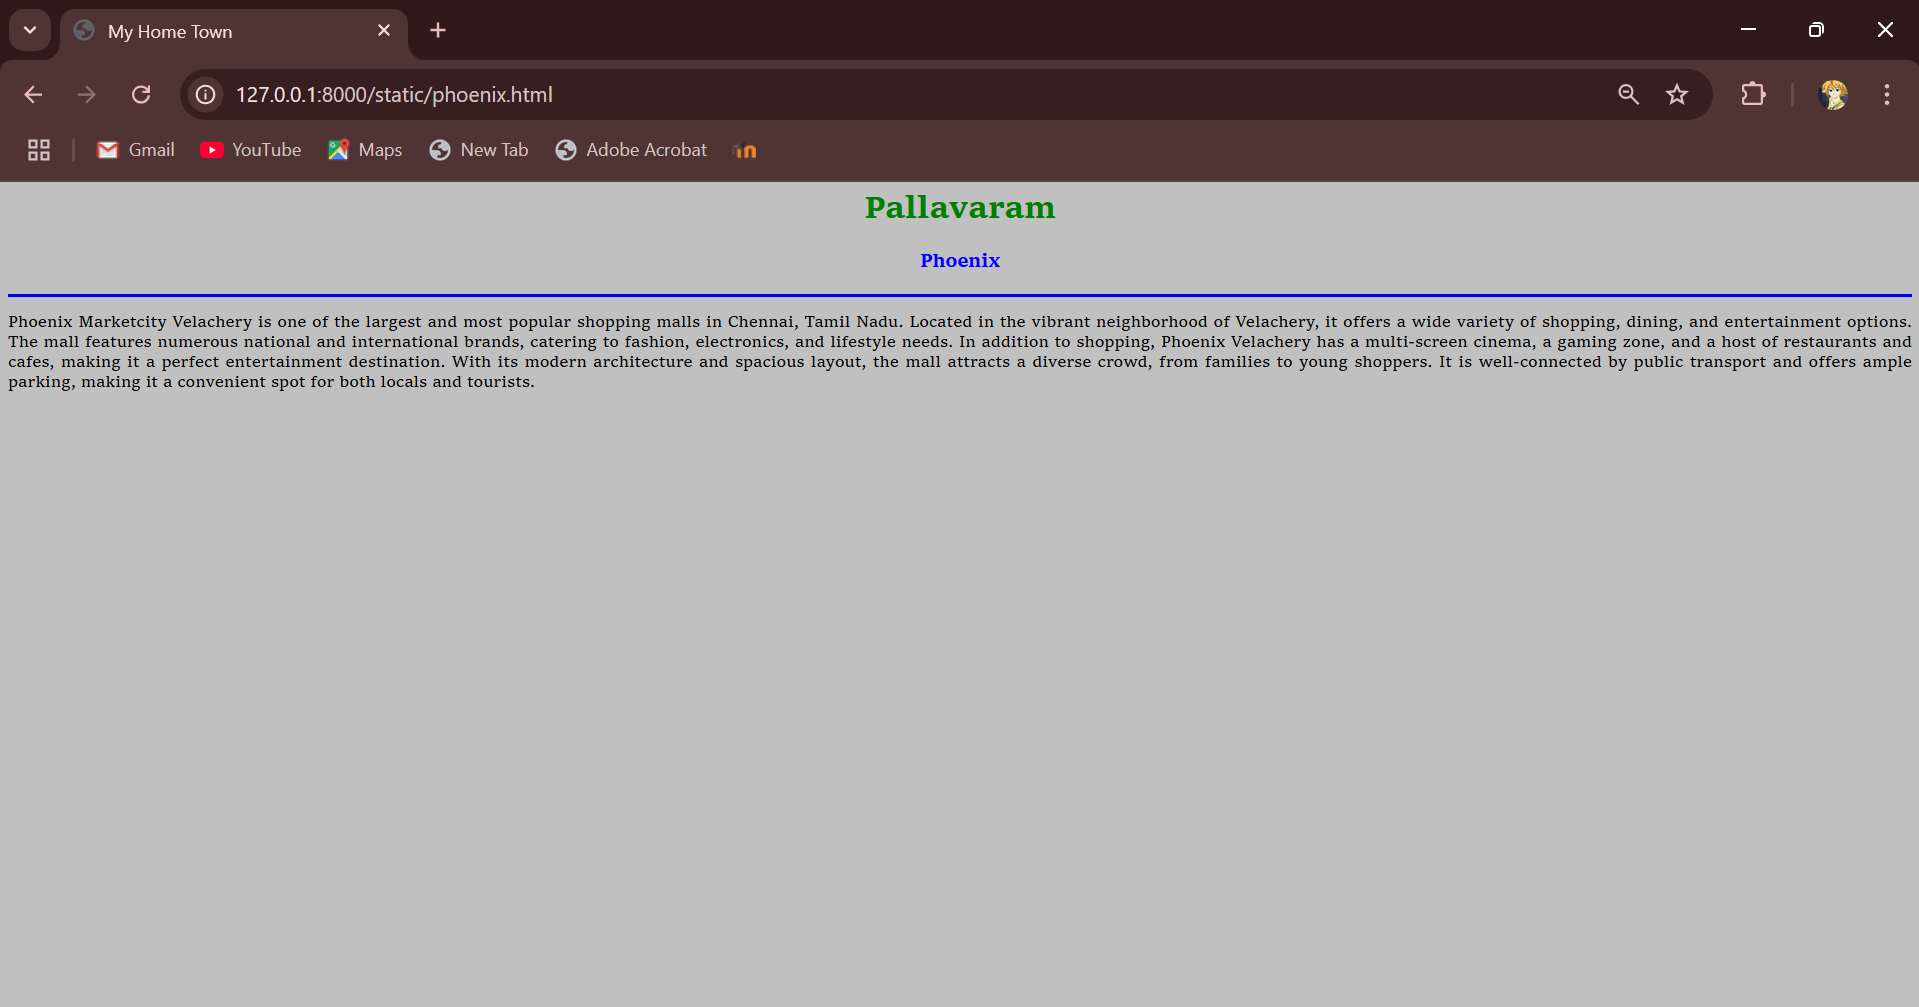 My Home Town
127.0.0.1:8000/static/phoenix.html
Gmail YouTube Maps New Tab Adobe Acrobat
Pallavaram
Phoenix
Phoenix Marketcity Velachery is one of the largest and most popular shopping malls in Chennai, Tamil Nadu. Located in the vibrant neighborhood of Velachery, it offers a wide variety of shopping, dining, and entertainment options.
The mall features numerous national and international brands, catering to fashion, electronics, and lifestyle needs. In addition to shopping, Phoenix Velachery has a multi-screen cinema, a gaming zone, and a host of restaurants and
cafes, making it a perfect entertainment destination. With its modern architecture and spacious layout, the mall attracts a diverse crowd, from families to young shoppers. It is well-connected by public transport and offers ample
parking, making it a convenient spot for both locals and tourists.